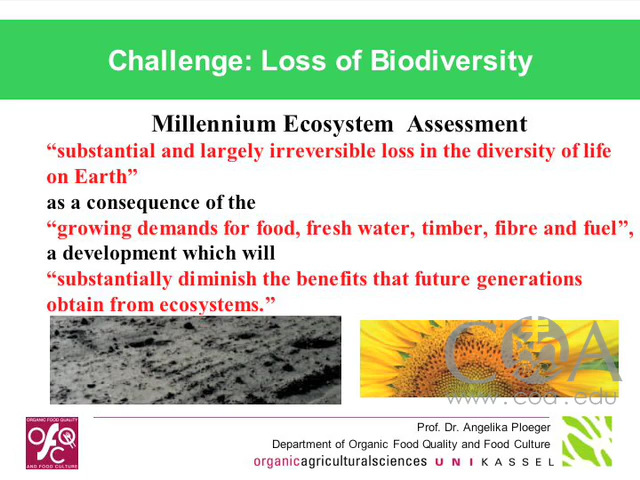 Challenge: Loss of Biodiversity
Millennium Ecosystem Assessment
“substantial and largely irreversible loss in the diversity of life
on Earth”
as a consequence of the
“growing demands for food, fresh water, timber, fibre and fuel”,
a development which will
“substantially diminish the benefits that future generations
obtain from ecosystems.”
COA
www.coa.edu
ORGANIC FOOD QUALITY
OFQC
AND FOOD CULTURE
Prof. Dr. Angelika Ploeger
Department of Organic Food Quality and Food Culture
organicagriculturalsciences UNIKASSEL